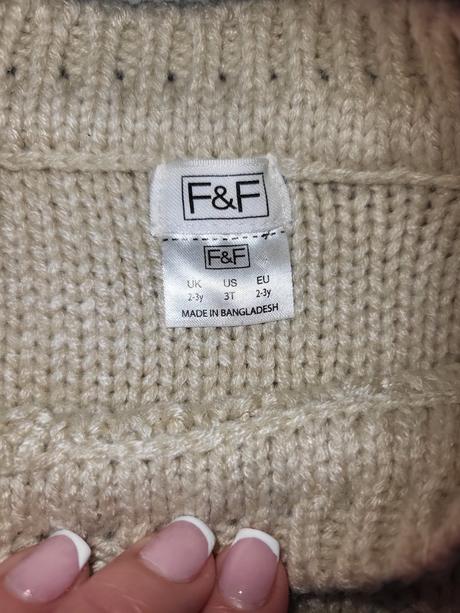 F&F
F&F
UK US EU
2-3y 3T 2-3y
MADE IN BANGLADESH